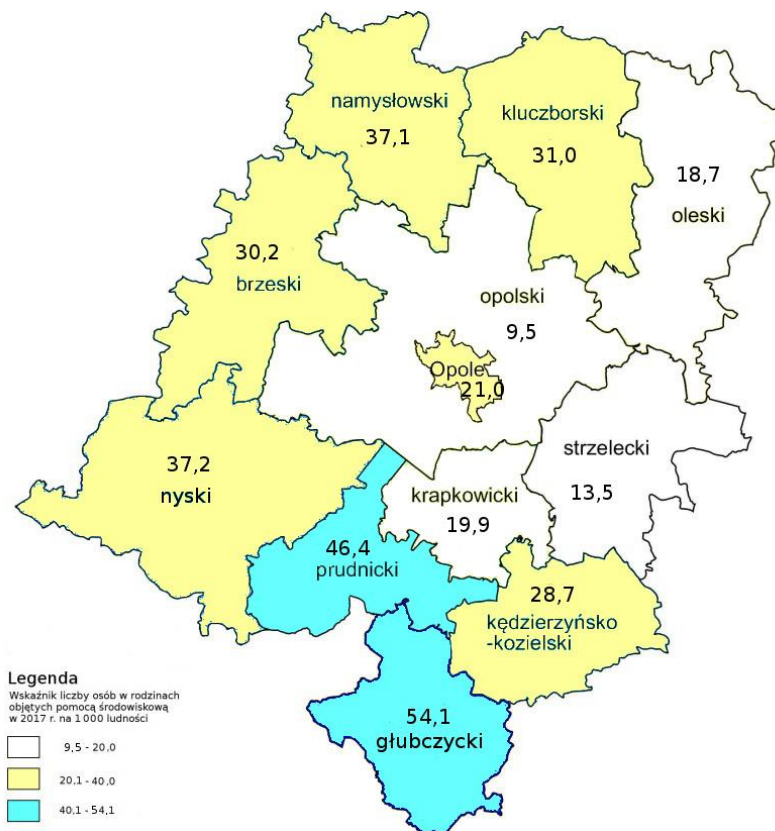 namysłowski
37,1
kluczborski
31,0
18,7
oleski
30,2
brzeski
opolski
9,5
Opole
21,0
37,2
nyski
strzelecki
13,5
krapkowicki
19,9
46,4
prudnicki
28,7
kędzierzyńsko
-kozielski
54,1
głubczycki
Legenda
Wskaźnik liczby osób w rodzinach
objętych pomocą środowiskową
w 2017 r. na 1000 ludności
9,5 - 20,0
20,1 - 40,0
40,1 - 54,1